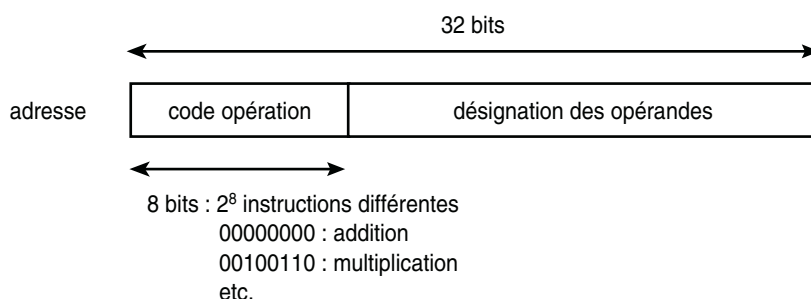 32 bits
adresse code opération désignation des opérandes
8 bits : 2⁸ instructions différentes
00000000 : addition
00100110 : multiplication
etc.